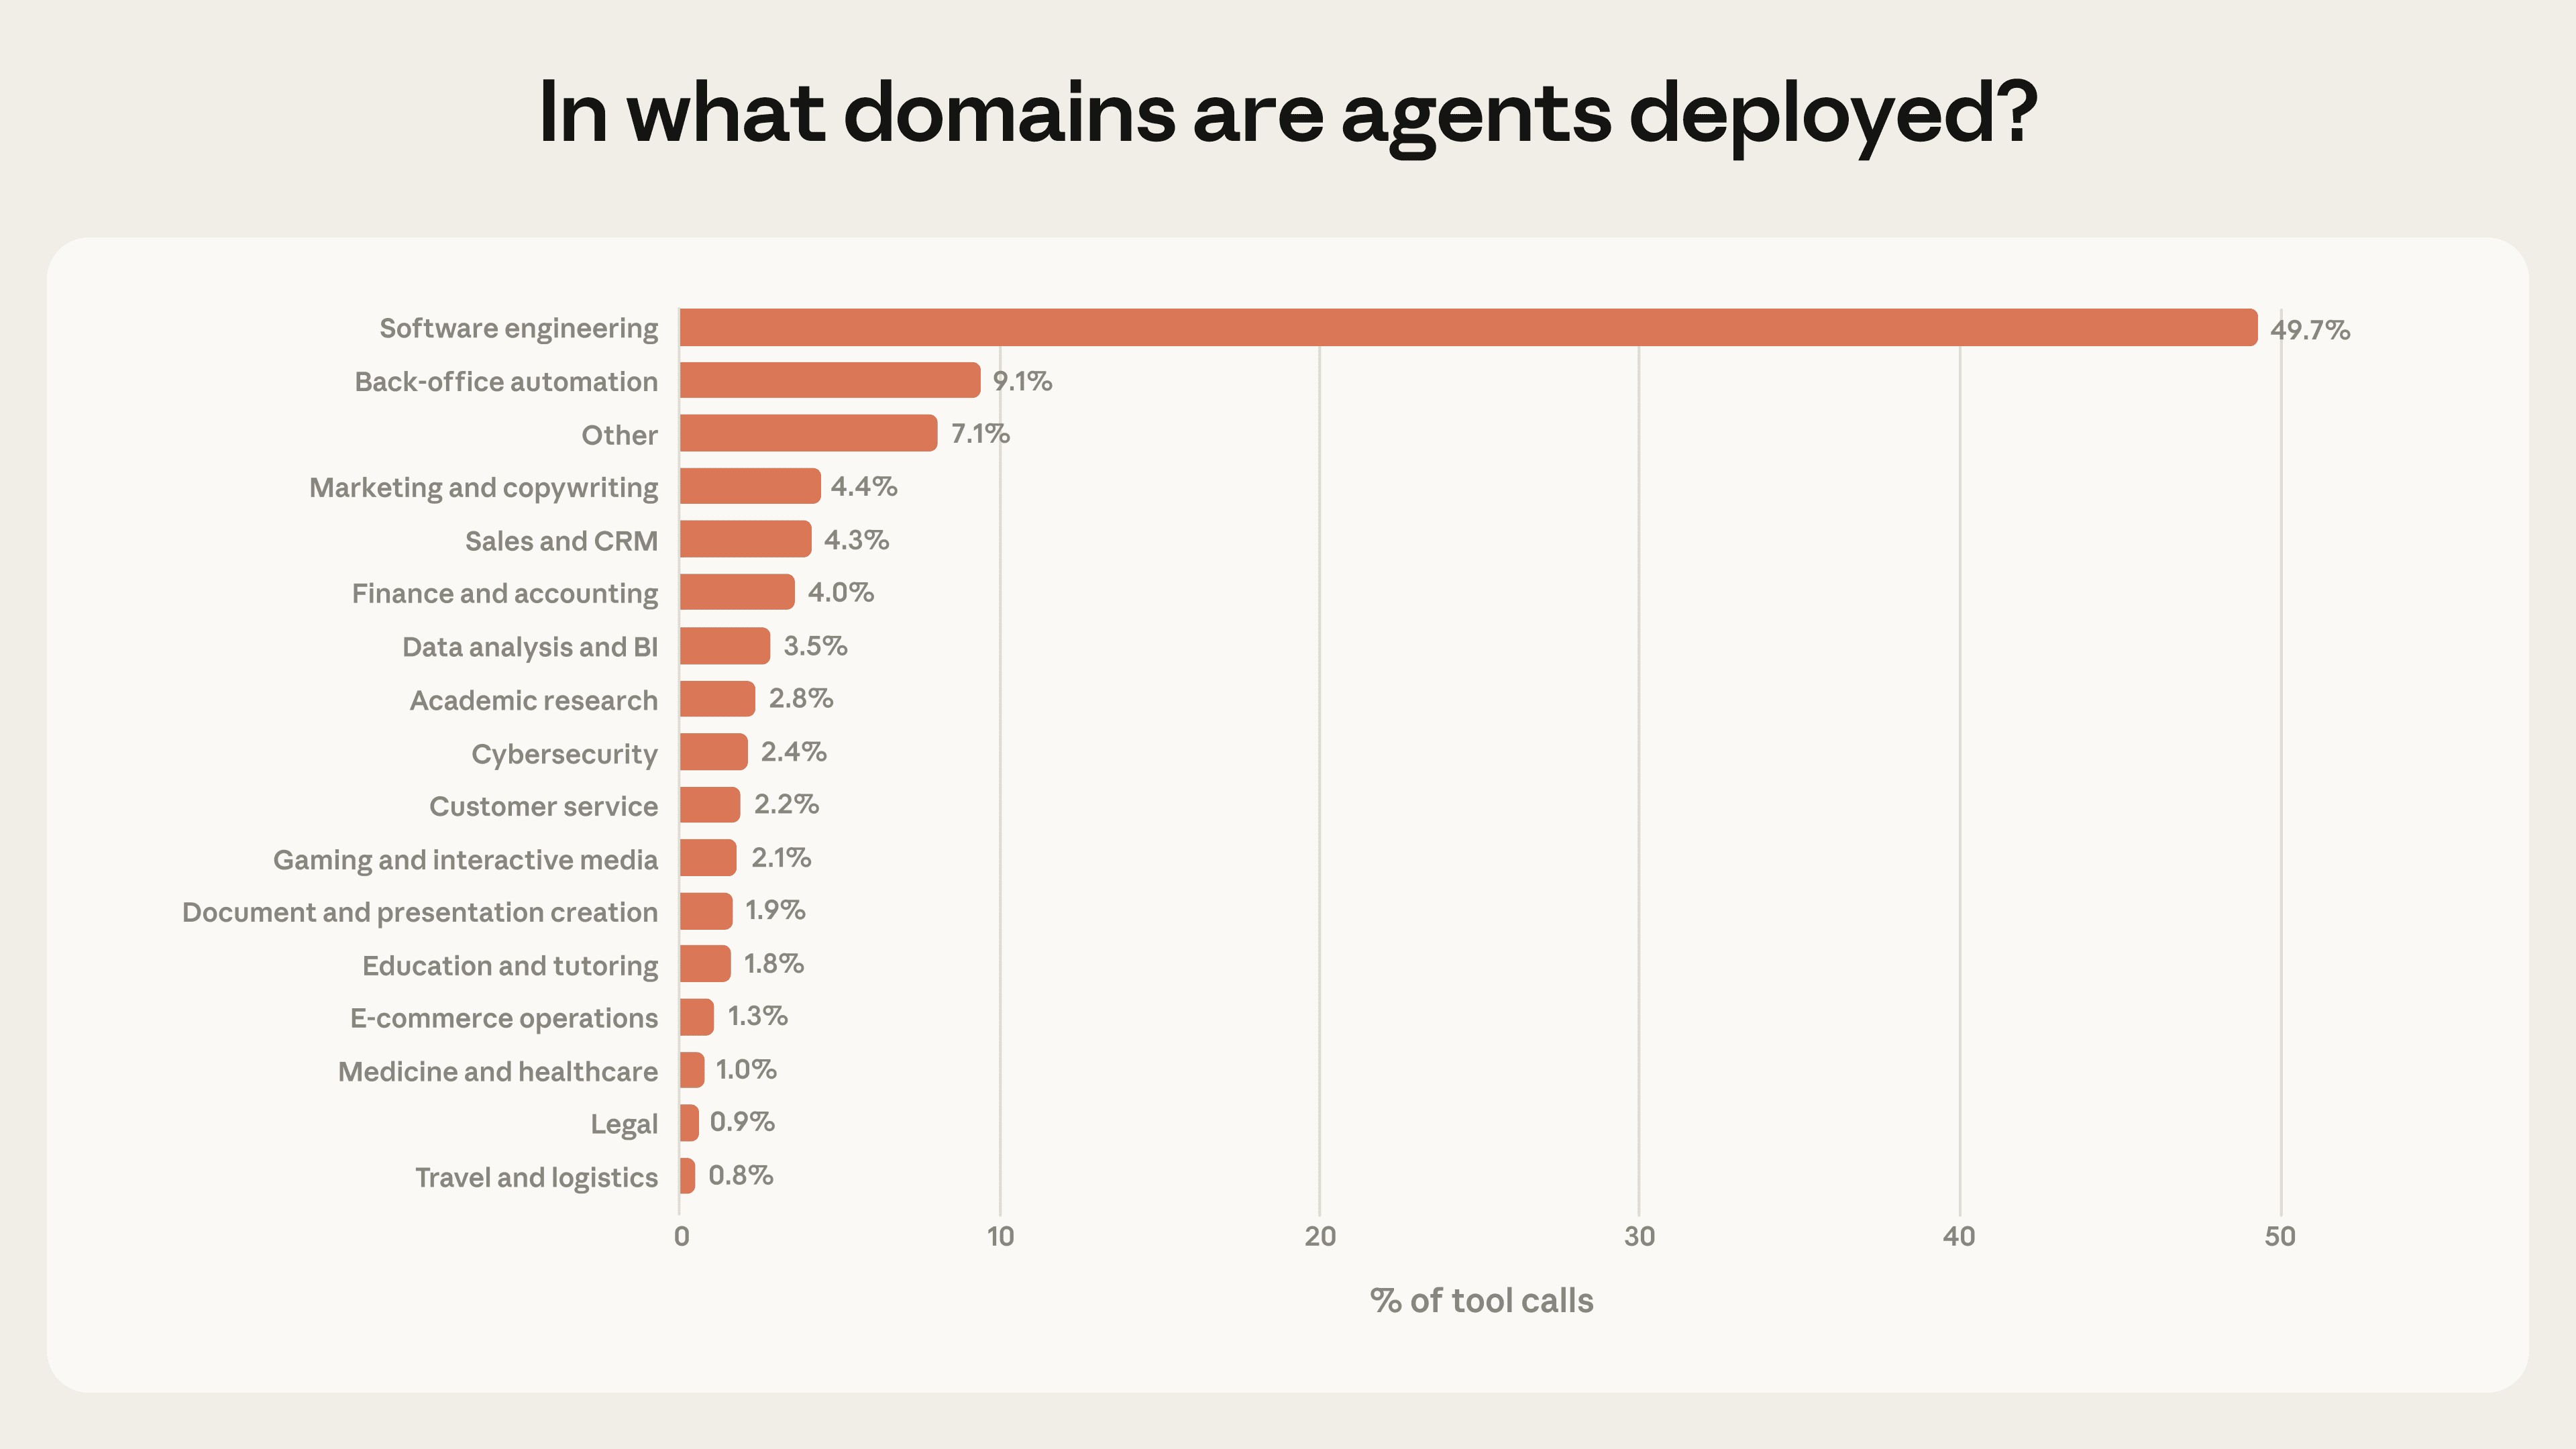 In what domains are agents deployed?
Software engineering 49.7%
Back-office automation 9.1%
Other 7.1%
Marketing and copywriting 4.4%
Sales and CRM 4.3%
Finance and accounting 4.0%
Data analysis and BI 3.5%
Academic research 2.8%
Cybersecurity 2.4%
Customer service 2.2%
Gaming and interactive media 2.1%
Document and presentation creation 1.9%
Education and tutoring 1.8%
E-commerce operations 1.3%
Medicine and healthcare 1.0%
Legal 0.9%
Travel and logistics 0.8%
0 10 20 30 40 50
% of tool calls